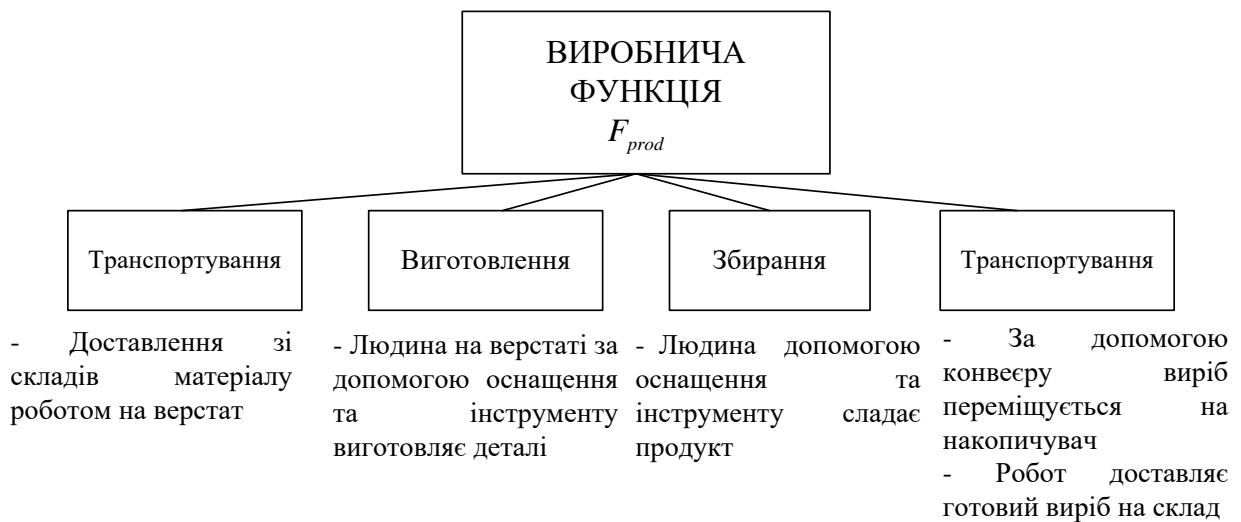 ВИРОБНИЧА
ФУНКЦІЯ
F_prod
Транспортування
Виготовлення
Збирання
Транспортування
- Доставлення зі
складів матеріалу
роботом на верстат
- Людина на верстаті за
допомогою оснащення
та інструменту
виготовляє деталі
- Людина допомогою
оснащення та
інструменту сладає
продукт
- За допомогою
конвеєру виріб
переміщується на
накопичувач
- Робот доставляє
готовий виріб на склад